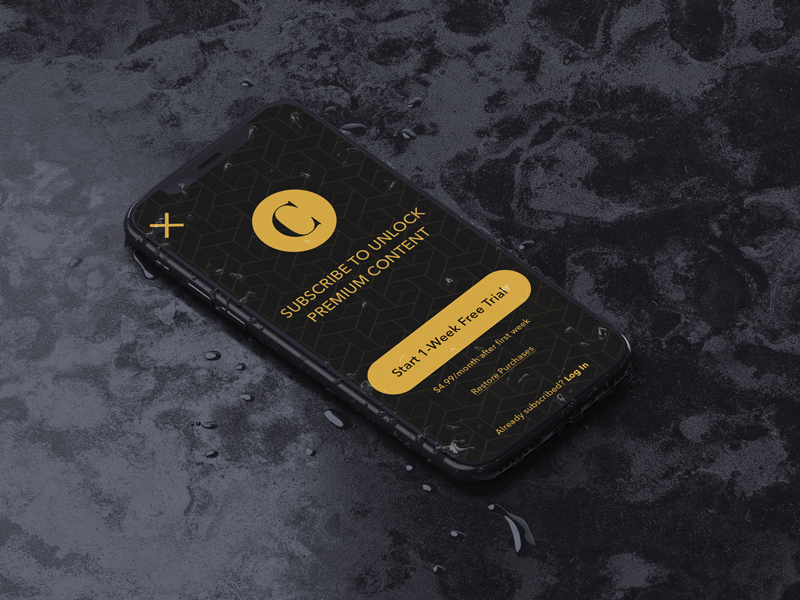 C
SUBSCRIBE TO UNLOCK
PREMIUM CONTENT
Start 1-Week Free Trial
$4.99/month after first week
Restore Purchases
Already subscribed? Log In